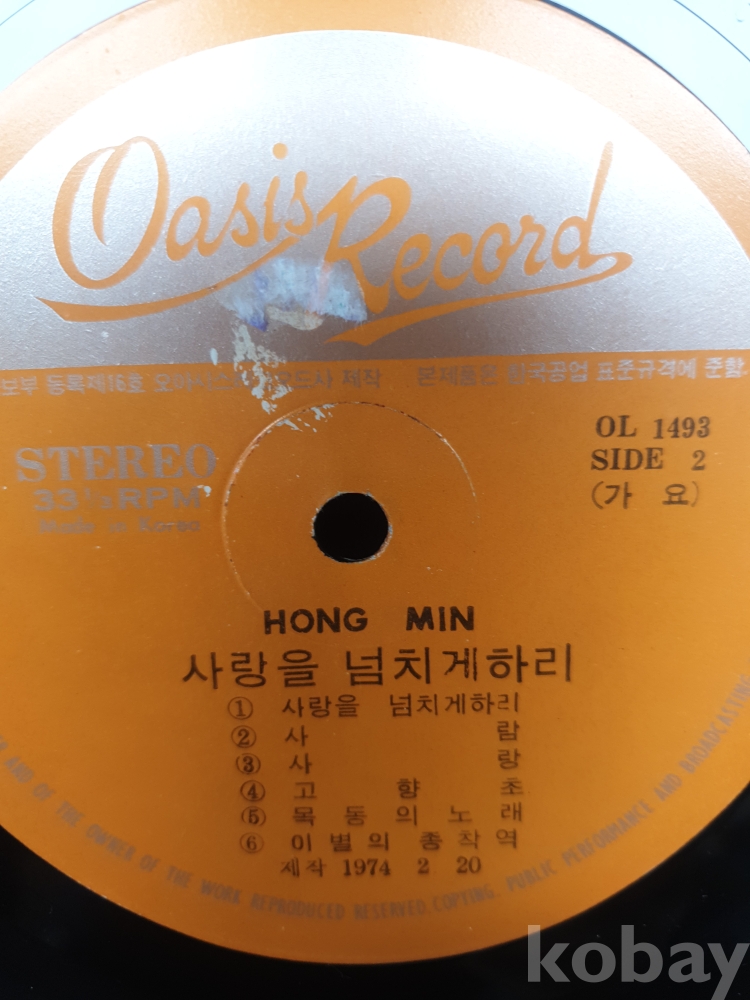 Oasis Record
보부 등록제16호 오아시스레코드사 제작 본제품은 한국공업 표준규격에 준함.
STEREO
33⅓RPM
Made in Korea
OL 1493
SIDE 2
(가 요)
HONG MIN
사랑을 넘치게하리
① 사랑을 넘치게하리
② 사 람
③ 사 랑
④ 고 향 초
⑤ 목 동 의 노 래
⑥ 이 별 의 종 착 역
제작 1974 2 20
AND OF THE OWNER OF THE WORK REPRODUCED RESERVED. COPYING. PUBLIC PERFORMANCE AND BROADCASTING
kobay